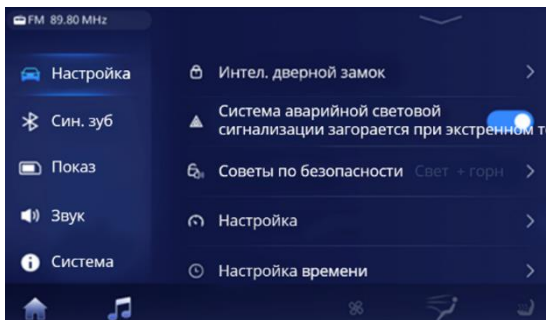 FM 89.80 MHz
Настройка
Син. зуб
Показ
Звук
Система
Интел. дверной замок
Система аварийной световой
сигнализации загорается при экстренном т
Советы по безопасности Свет + горн
Настройка
Настройка времени